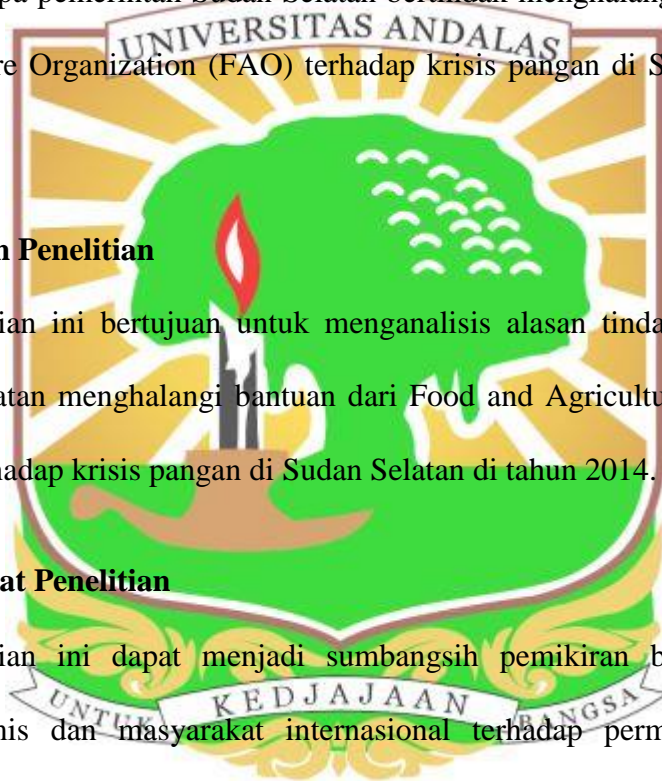 pa pemerintah Sudan Selatan bertindak menghalang
UNIVERSITAS ANDALAS
re Organization (FAO) terhadap krisis pangan di S
n Penelitian
ian ini bertujuan untuk menganalisis alasan tinda
atan menghalangi bantuan dari Food and Agricultu
hadap krisis pangan di Sudan Selatan di tahun 2014.
at Penelitian
ian ini dapat menjadi sumbangsih pemikiran b
UNTUK KEDJAJAAN BANGSA
nis dan masyarakat internasional terhadap perm